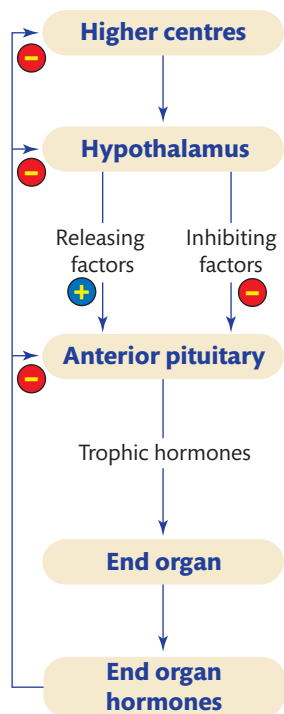 Higher centres
−
Hypothalamus
−
Releasing
factors
+
Inhibiting
factors
−
Anterior pituitary
−
Trophic hormones
End organ
End organ
hormones